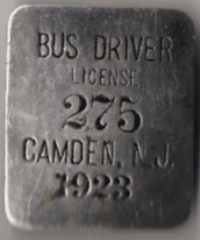 BUS DRIVER
LICENSE
275
CAMDEN, N.J.
1923